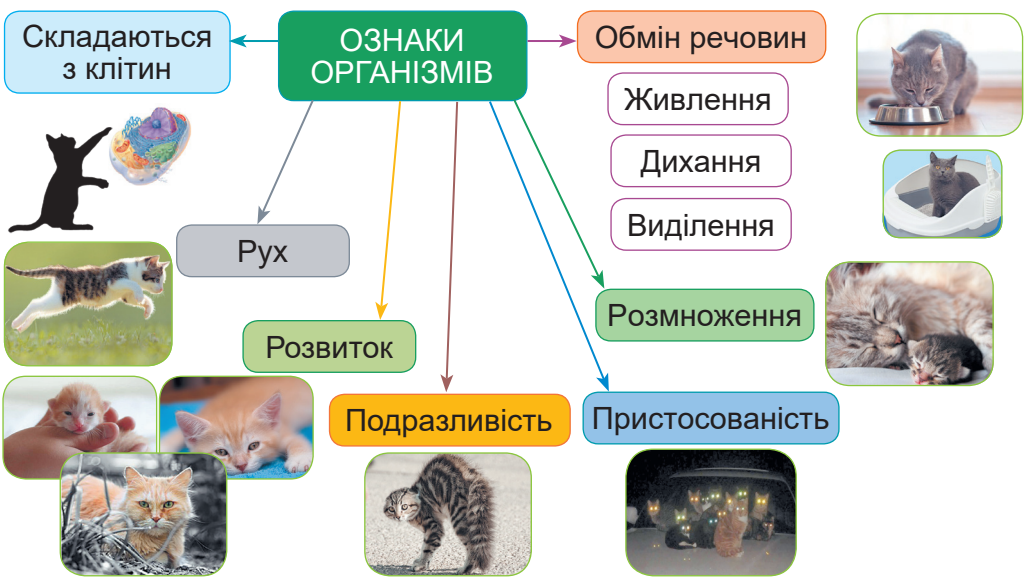 ОЗНАКИ
ОРГАНІЗМІВ
Складаються
з клітин
Обмін речовин
Живлення
Дихання
Виділення
Рух
Розмноження
Розвиток
Подразливість
Пристосованість